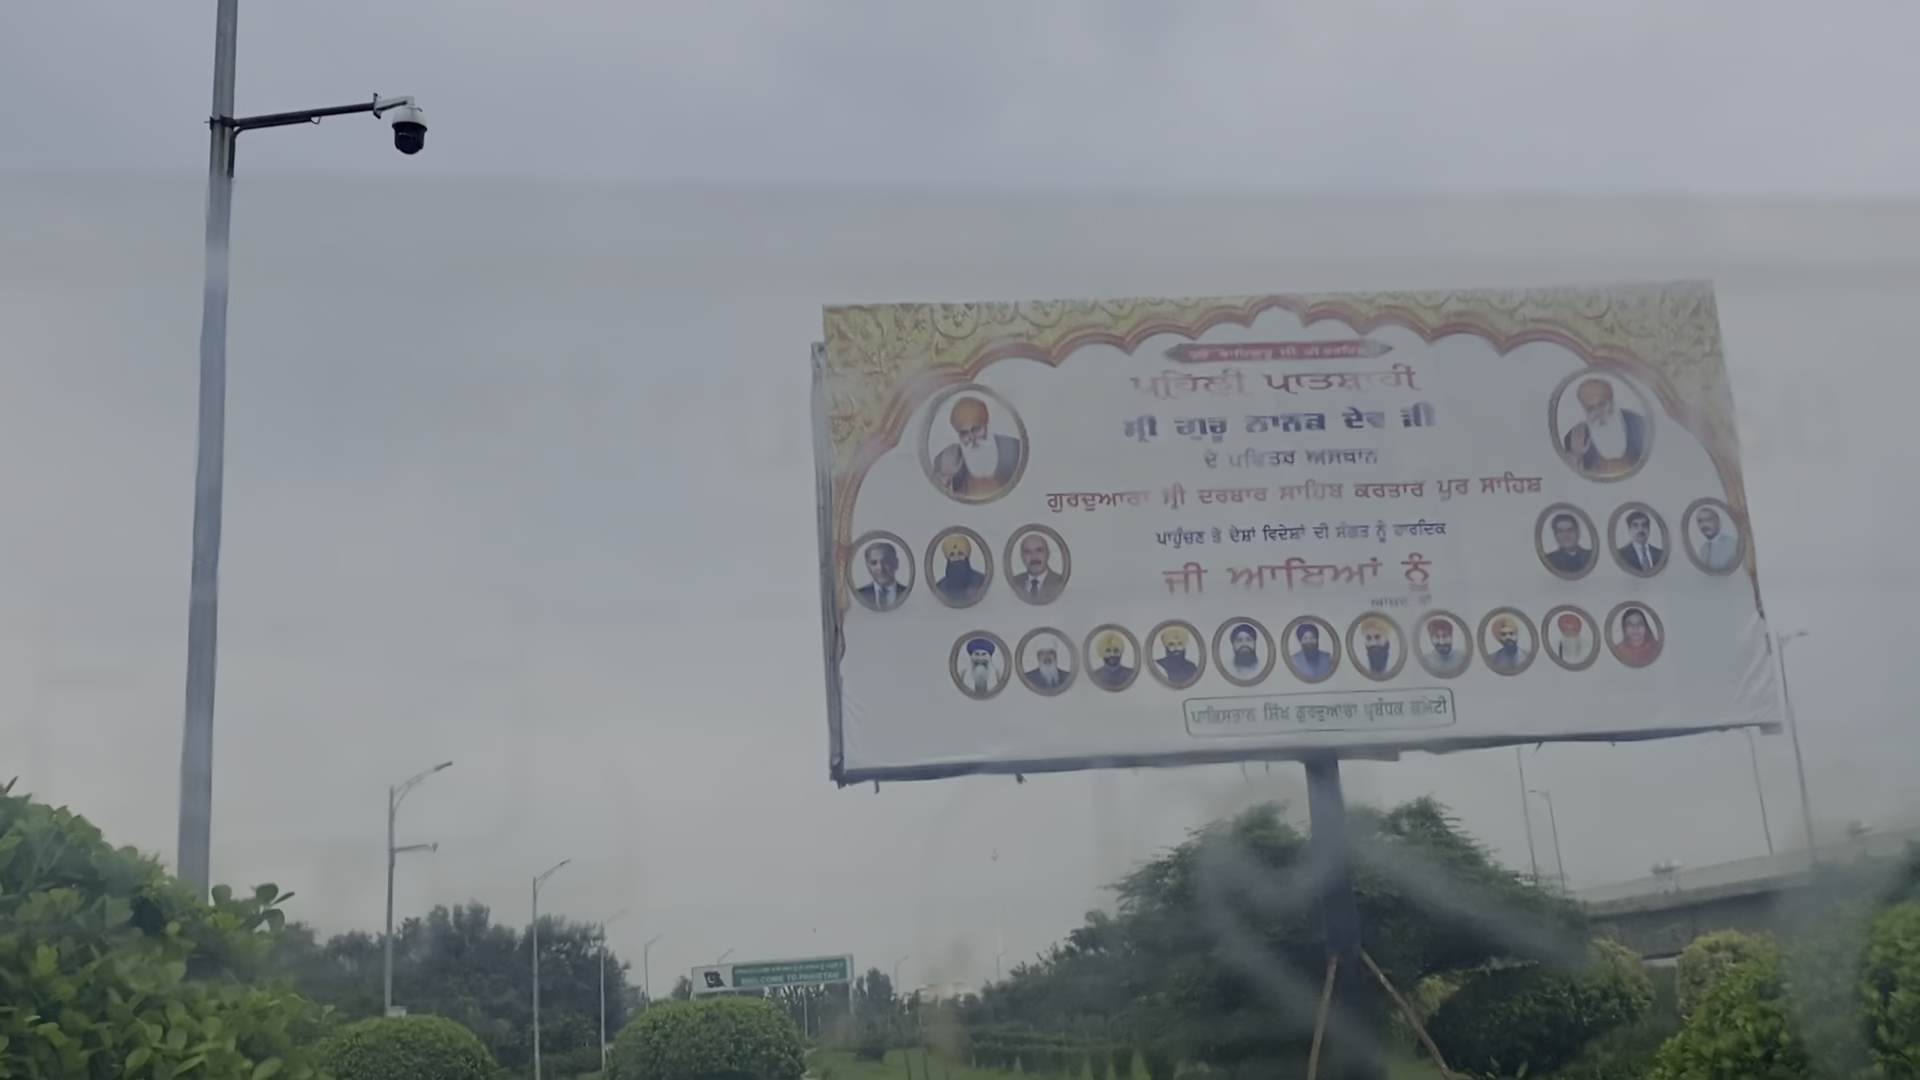 ਪਹਿਲੀ ਪਾਤਸ਼ਾਹੀ
ਸ੍ਰੀ ਗੁਰੂ ਨਾਨਕ ਦੇਵ ਜੀ
ਦੇ ਪਵਿੱਤਰ ਅਸਥਾਨ
ਗੁਰਦੁਆਰਾ ਸ੍ਰੀ ਦਰਬਾਰ ਸਾਹਿਬ ਕਰਤਾਰ ਪੁਰ ਸਾਹਿਬ
ਪਾਹੁੰਚਣ ਤੇ ਦੇਸ਼ਾਂ ਵਿਦੇਸ਼ਾਂ ਦੀ ਸੰਗਤ ਨੂੰ ਹਾਰਦਿਕ
ਜੀ ਆਇਆਂ ਨੂੰ
ਪਾਕਿਸਤਾਨ ਸਿੱਖ ਗੁਰਦੁਆਰਾ ਪ੍ਰਬੰਧਕ ਕਮੇਟੀ
WELCOME TO PAKISTAN